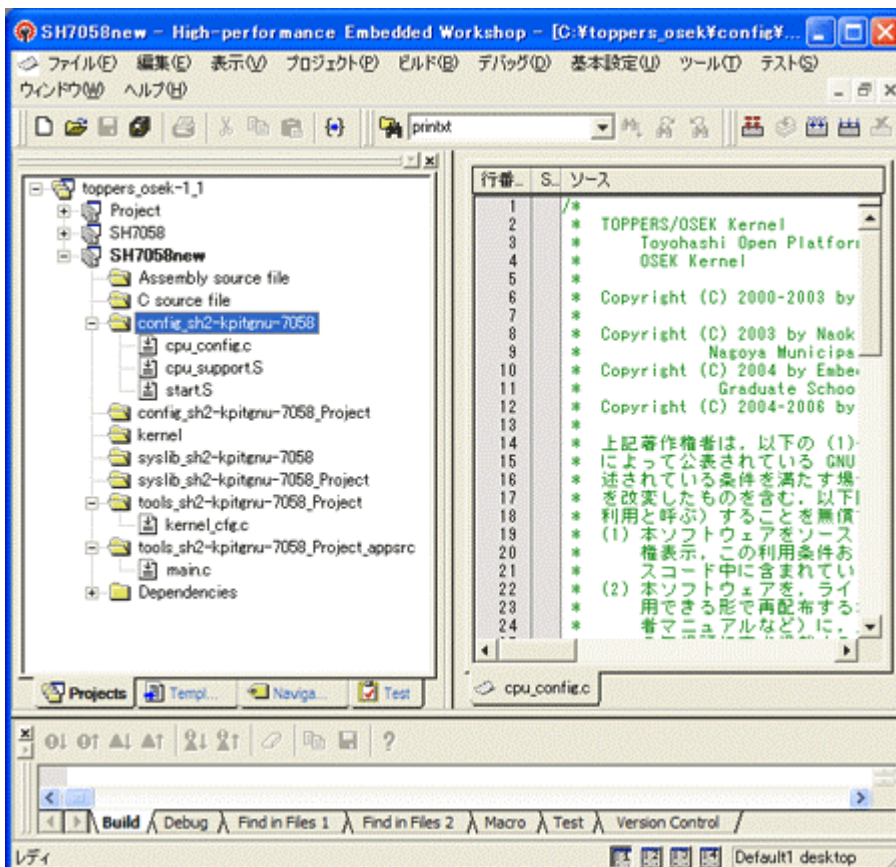 SH7058new - High-performance Embedded Workshop - [C:¥toppers_osek¥config¥...
ファイル(F) 編集(E) 表示(V) プロジェクト(P) ビルド(B) デバッグ(D) 基本設定(U) ツール(T) テスト(S)
ウィンドウ(W) ヘルプ(H)
printxt
toppers_osek-1_1
Project
SH7058
SH7058new
Assembly source file
C source file
config_sh2-kpitgnu-7058
cpu_config.c
cpu_support.S
start.S
config_sh2-kpitgnu-7058_Project
kernel
syslib_sh2-kpitgnu-7058
syslib_sh2-kpitgnu-7058_Project
tools_sh2-kpitgnu-7058_Project
kernel_cfg.c
tools_sh2-kpitgnu-7058_Project_appsrc
main.c
Dependencies
Projects Templ... Naviga... Test
行番... S... ソース
1 /*
2 * TOPPERS/OSEK Kernel
3 * Toyohashi Open Platform
4 * OSEK Kernel
5 *
6 * Copyright (C) 2000-2003 by
7 *
8 * Copyright (C) 2003 by Naok
9 * Nagoya Municipa
10 * Copyright (C) 2004 by Embe
11 * Graduate Schoo
12 * Copyright (C) 2004-2006 by
13 *
14 * 上記著作権者は，以下の (1)
15 * によって公表されている GNU
16 * 述されている条件を満たす場
17 * を改変したものを含む．以下
18 * 利用と呼ぶ）することを無償
19 * (1) 本ソフトウェアをソース
20 * 権表示，この利用条件お
21 * スコード中に含まれてい
22 * (2) 本ソフトウェアを，ライ
23 * 用できる形で再配布する
24 * 者マニュアルなど）に，
cpu_config.c
Build Debug Find in Files 1 Find in Files 2 Macro Test Version Control
レディ Default1 desktop